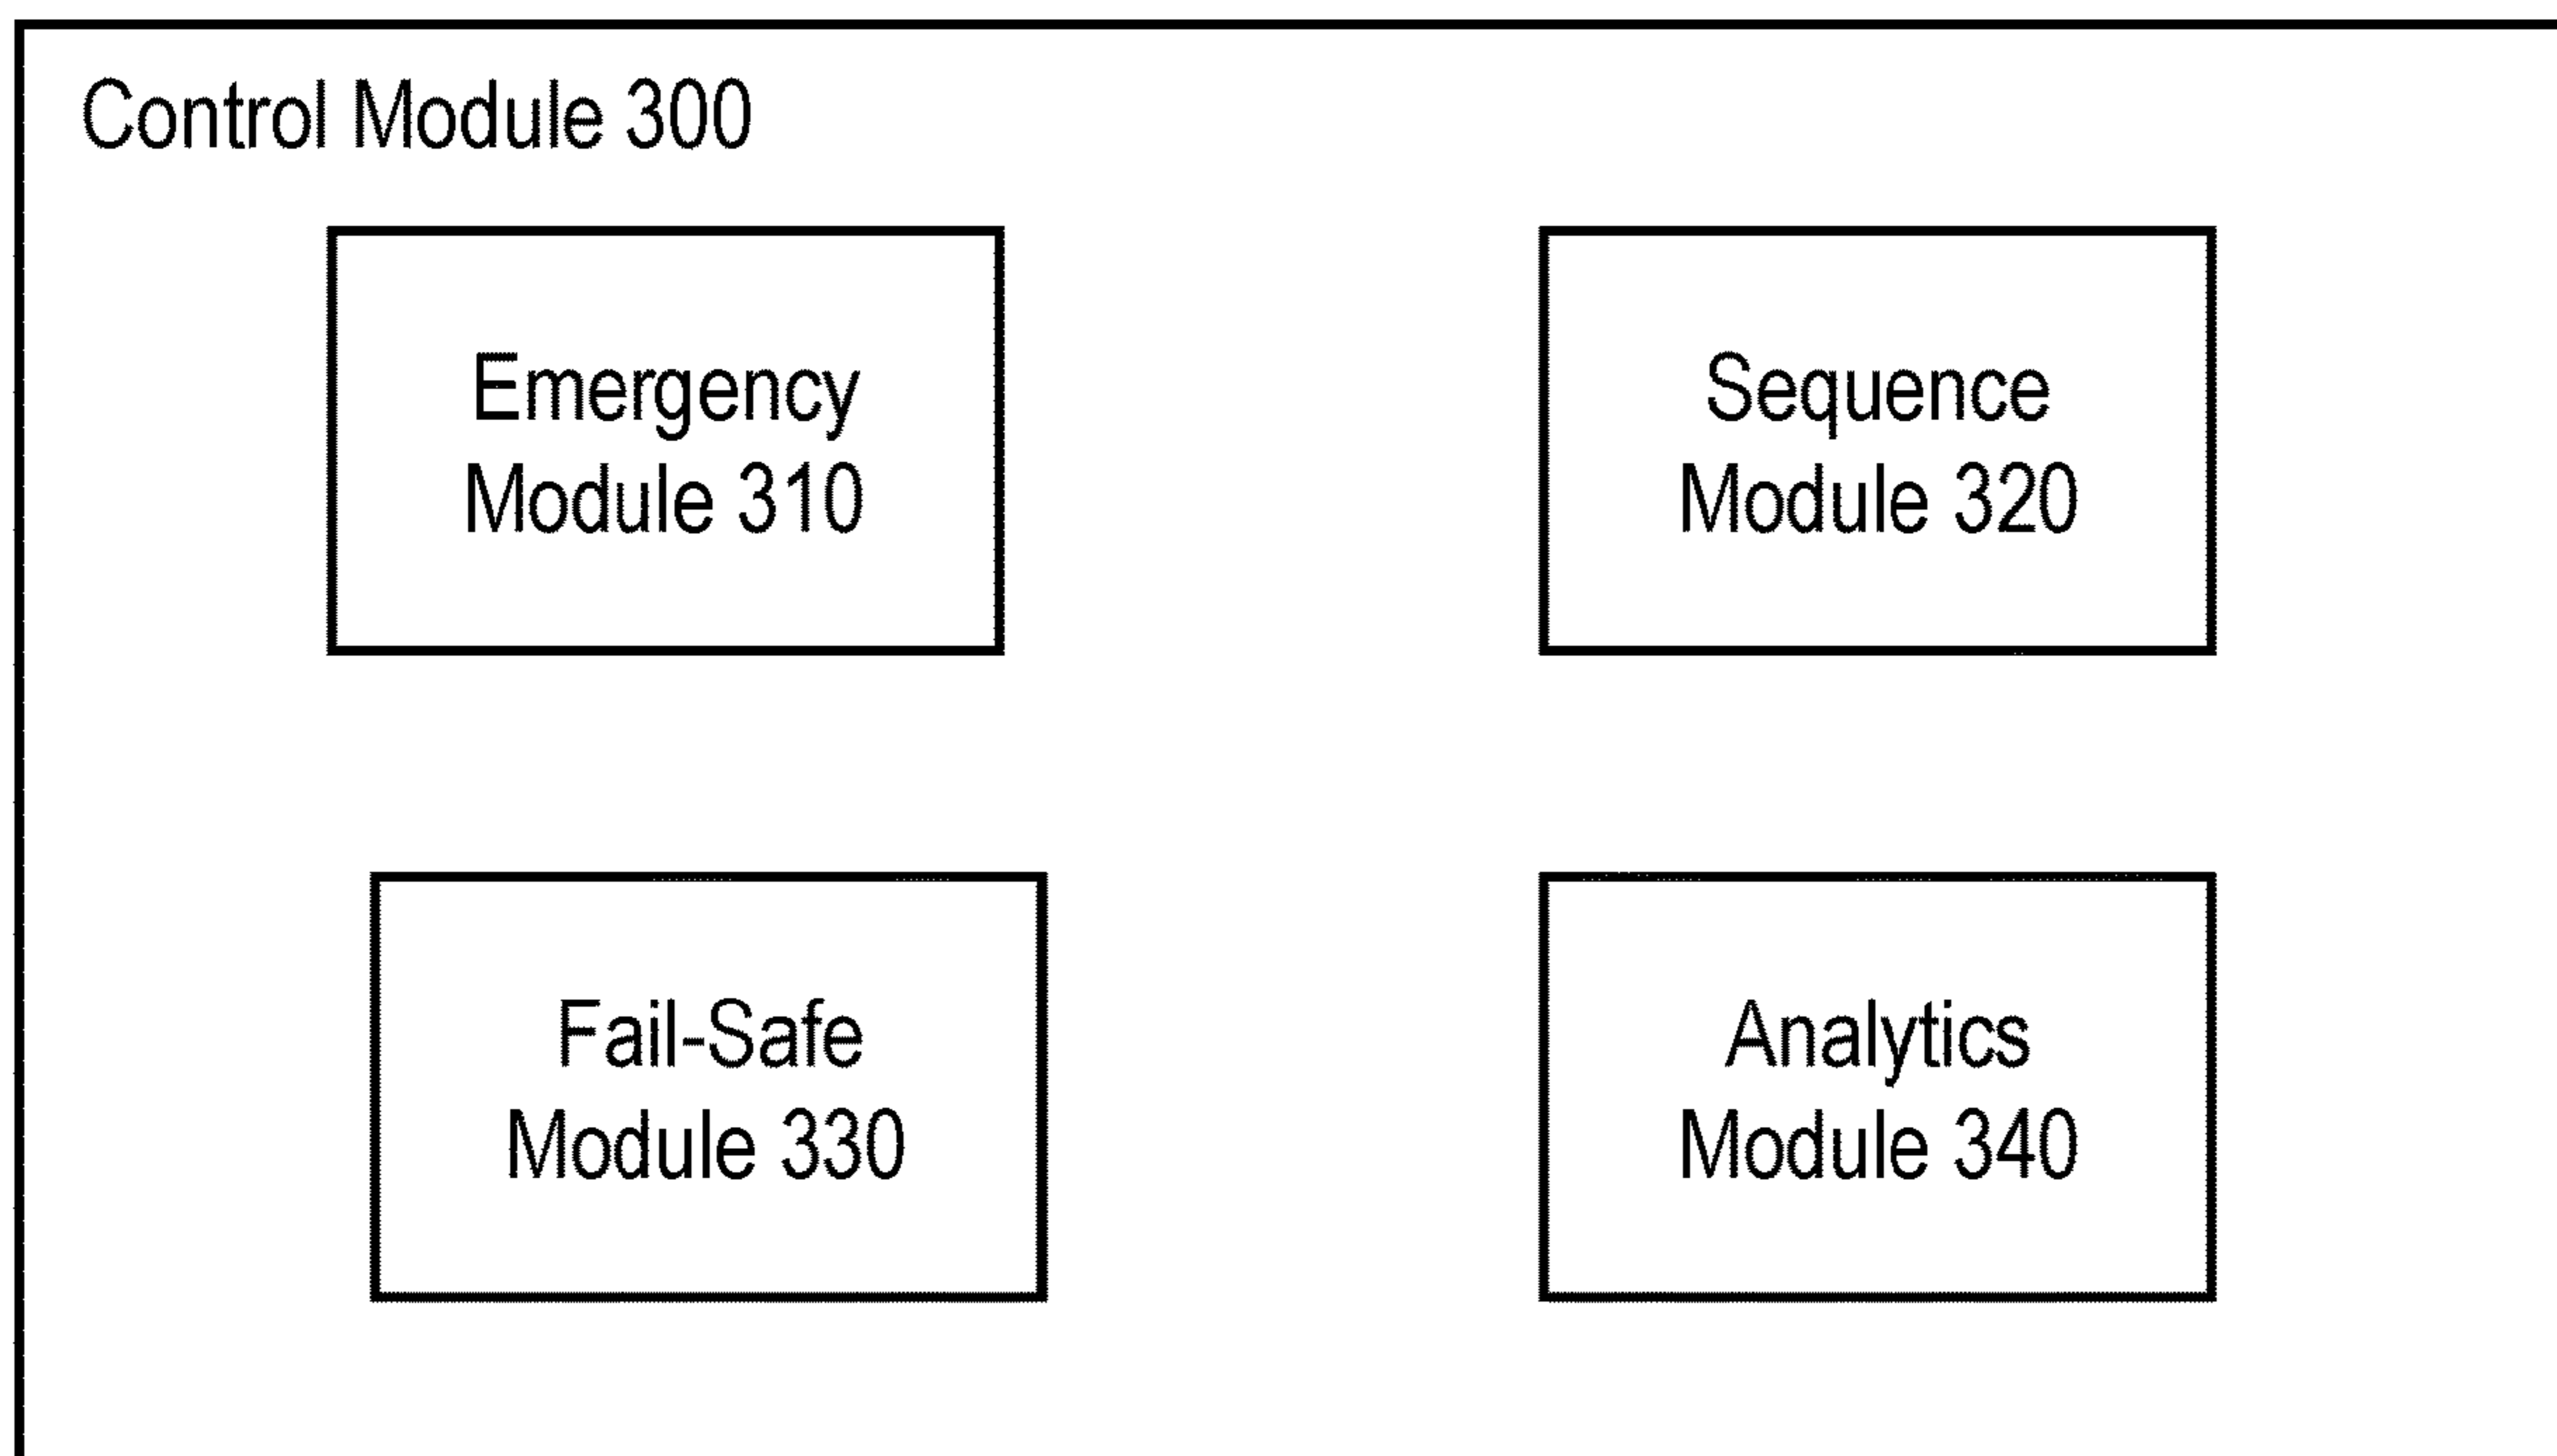 Control Module 300
Emergency
Module 310
Sequence
Module 320
Fail-Safe
Module 330
Analytics
Module 340